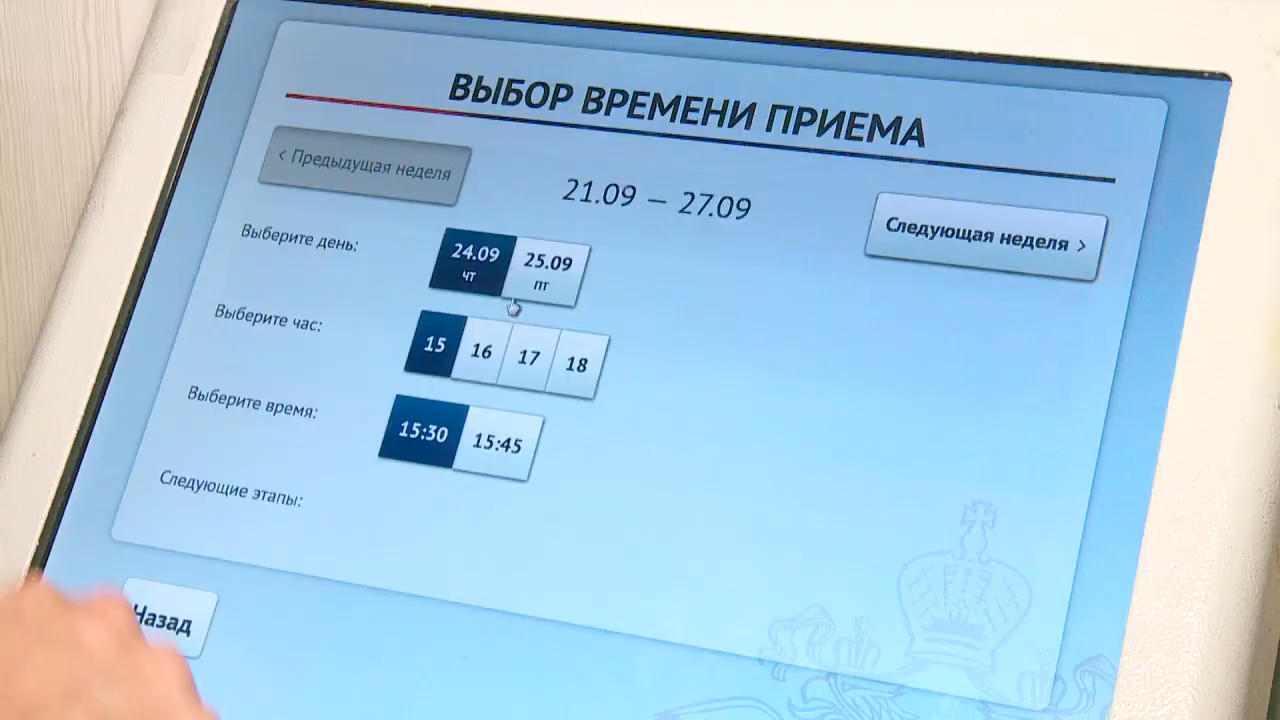 ВЫБОР ВРЕМЕНИ ПРИЕМА
< Предыдущая неделя
21.09 — 27.09
Следующая неделя >
Выберите день:
24.09 25.09
чт пт
Выберите час:
15 16 17 18
Выберите время:
15:30 15:45
Следующие этапы:
Назад